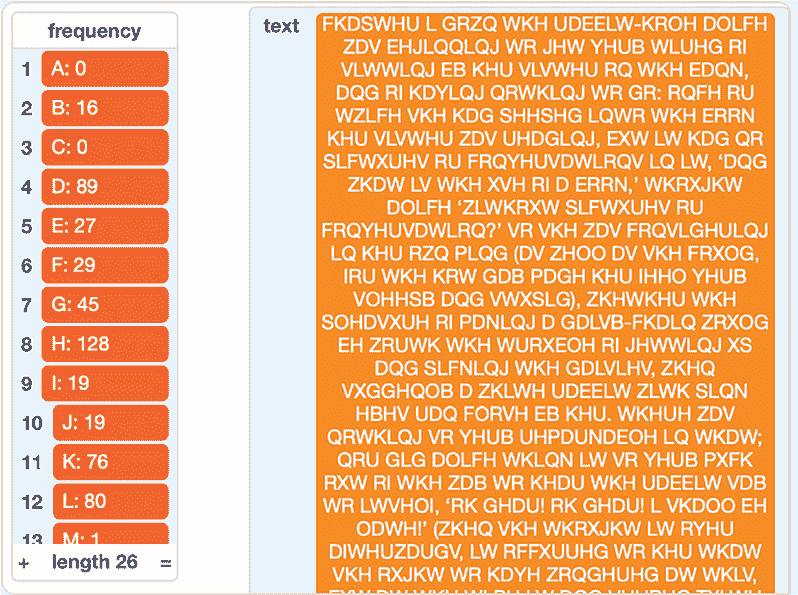 frequency
1 A: 0
2 B: 16
3 C: 0
4 D: 89
5 E: 27
6 F: 29
7 G: 45
8 H: 128
9 I: 19
10 J: 19
11 K: 76
12 L: 80
13 M: 1
+ length 26 =
text
FKDSWHU L GRZQ WKH UDEELW-KROH DOLFH
ZDV EHJLQQLQJ WR JHW YHUB WLUHG RI
VLWWLQJ EB KHU VLVWHU RQ WKH EDQN,
DQG RI KDYLQJ QRWKLQJ WR GR: RQFH RU
WZLFH VKH KDG SHHSHG LQWR WKH ERRN
KHU VLVWHU ZDV UHDGLQJ, EXW LW KDG QR
SLFWXUHV RU FRQYHUVDWLRQV LQ LW, ‘DQG
ZKDW LV WKH XVH RI D ERRN,’ WKRXJKW
DOLFH ‘ZLWKRXW SLFWXUHV RU
FRQYHUVDWLRQ?’ VR VKH ZDV FRQVLGHULQJ
LQ KHU RZQ PLQG (DV ZHOO DV VKH FRXOG,
IRU WKH KRW GDB PDGH KHU IHHO YHUB
VOHHSB DQG VWXSLG), ZKHWKHU WKH
SOHDVXUH RI PDNLQJ D GDLVB-FKDLQ ZRXOG
EH ZRUWK WKH WURXEOH RI JHWWLQJ XS
DQG SLFNLQJ WKH GDLVLHV, ZKHQ
VXGGHQOB D ZKLWH UDEELW ZLWK SLQN
HBHV UDQ FORVH EB KHU. WKHUH ZDV
QRWKLQJ VR YHUB UHPDUNDEOH LQ WKDW;
QRU GLG DOLFH WKLQN LW VR YHUB PXFK
RXW RI WKH ZDB WR KHDU WKH UDEELW VDB
WR LWVHOI, ‘RK GHDU! RK GHDU! L VKDOO EH
ODWH!’ (ZKHQ VKH WKRXJKW LW RYHU
DIWHUZDUGV, LW RFFXUUHG WR KHU WKDW
VKH RXJKW WR KDYH ZRQGHUHG DW WKLV,